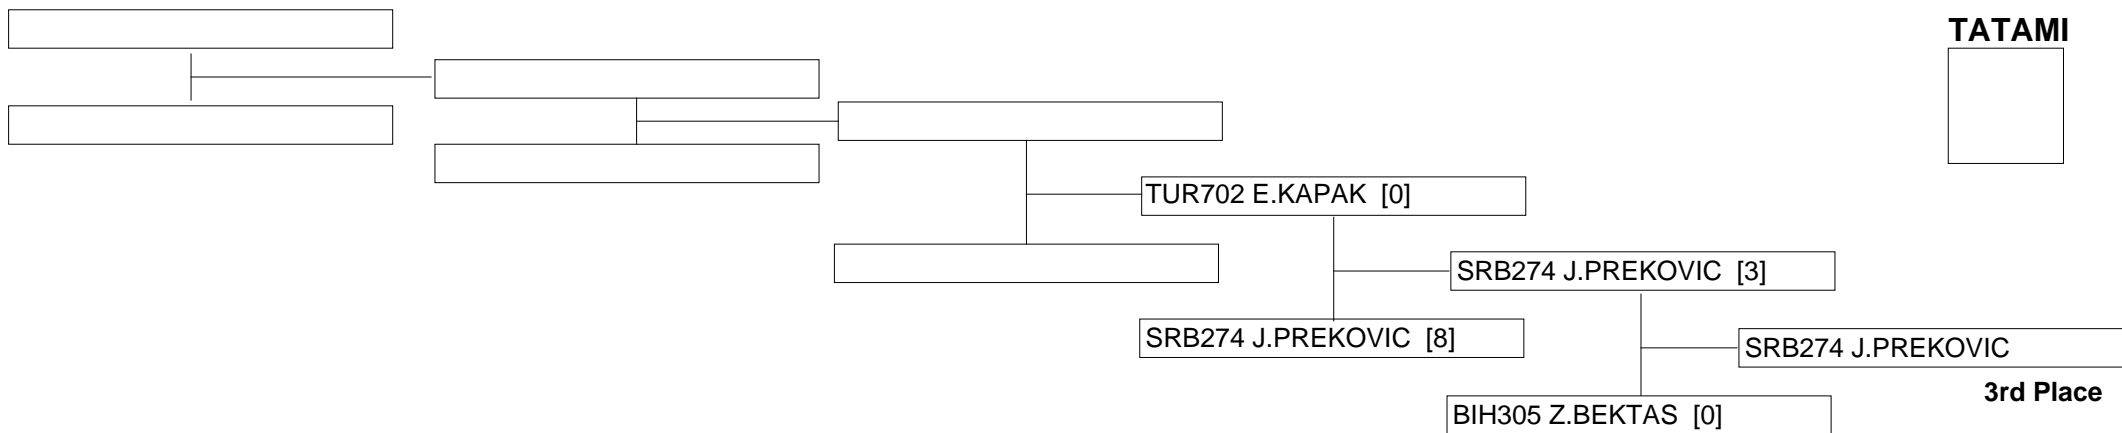 TATAMI
TUR702 E.KAPAK [0]
SRB274 J.PREKOVIC [3]
SRB274 J.PREKOVIC [8]
SRB274 J.PREKOVIC
3rd Place
BIH305 Z.BEKTAS [0]